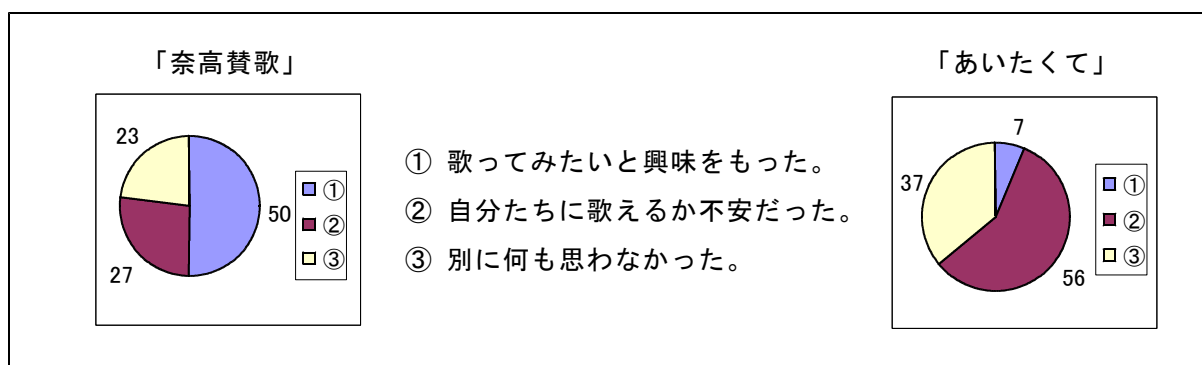 「奈高賛歌」
23
50
27
①
②
③
① 歌ってみたいと興味をもった。
② 自分たちに歌えるか不安だった。
③ 別に何も思わなかった。
「あいたくて」
7
37
56
①
②
③